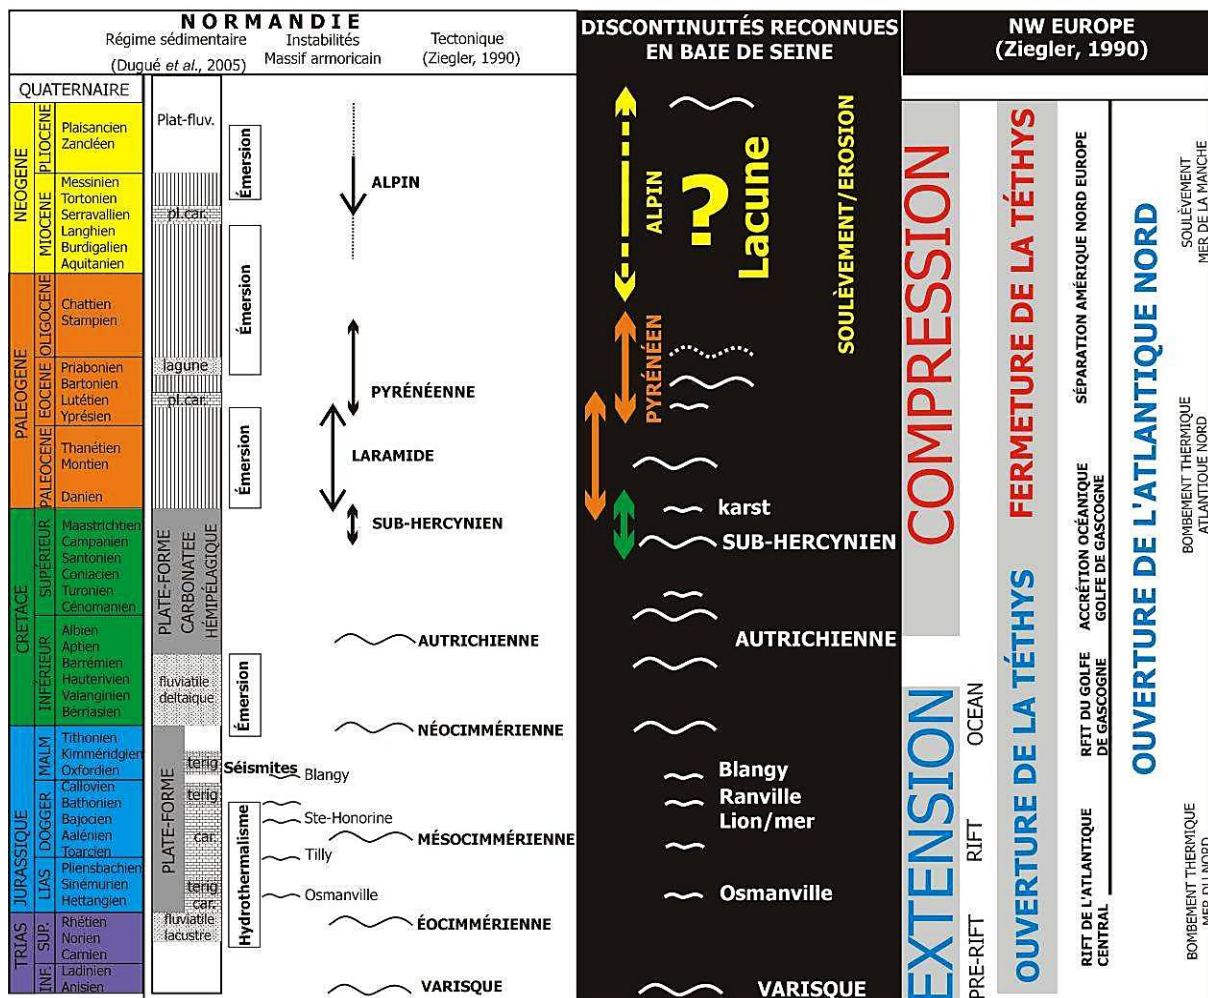 NORMANDIE
Régime sédimentaire
(Dugué et al., 2005)
Instabilités
Massif armoricain
Tectonique
(Ziegler, 1990)
DISCONTINUITÉS RECONNUES
EN BAIE DE SEINE
NW EUROPE
(Ziegler, 1990)
QUATERNAIRE
NEOGENE
PLIOCENE
Plaisancien
Zancléen
MIOCENE
Messinien
Tortonien
Serravallien
Langhien
Burdigalien
Aquitanien
PALEOGENE
OLIGOCENE
Chattien
Stampien
EOCENE
Priabonien
Bartonien
Lutétien
Yprésien
PALEOCENE
Thanétien
Montien
Danien
CRETACE
SUPÉRIEUR
Maastrichtien
Campanien
Santonien
Coniacien
Turonien
Cénomanien
INFÉRIEUR
Albien
Aptien
Barrémien
Hauterivien
Valanginien
Bérriasien
JURASSIQUE
MALM
Tithonien
Kimméridgien
Oxfordien
DOGGER
Callovien
Bathonien
Bajocien
Aalénien
Toarcien
LIAS
Pliensbachien
Sinémurien
Hettangien
TRIAS
SUP.
Rhétien
Norien
Carnien
INF.
Ladinien
Anisien
Plat-fluv.
pl.car.
lagune
pl.car.
PLATE-FORME
CARBONATEE
HÉMIPÉLAGIQUE
fluviatile
deltaïque
PLATE-FORME
terig
terig
car.
terig
car.
fluviatile
lacustre
Émersion
Émersion
Émersion
Émersion
Séismites
Hydrothermalisme
Blangy
Ste-Honorine
Tilly
Osmanville
ALPIN
PYRÉNÉENNE
LARAMIDE
SUB-HERCYNIEN
AUTRICHIENNE
NÉOCIMMÉRIENNE
MÉSOCIMMÉRIENNE
ÉOCIMMÉRIENNE
VARISQUE
ALPIN
?
Lacune
SOULÈVEMENT/EROSION
PYRÉNÉEN
karst
SUB-HERCYNIEN
AUTRICHIENNE
Blangy
Ranville
Lion/mer
Osmanville
VARISQUE
COMPRESSION
EXTENSION
OCEAN
RIFT
PRE-RIFT
FERMETURE DE LA TÉTHYS
OUVERTURE DE LA TÉTHYS
SÉPARATION AMÉRIQUE NORD EUROPE
ACCRÉTION OCÉANIQUE
GOLFE DE GASCOGNE
RFIT DU GOLFE
DE GASCOGNE
RIFT DE L'ATLANTIQUE
CENTRAL
OUVERTURE DE L'ATLANTIQUE NORD
SOULÈVEMENT
MER DE LA MANCHE
BOMBEMENT THERMIQUE
ATLANTIQUE NORD
BOMBEMENT THERMIQUE
MER DU NORD